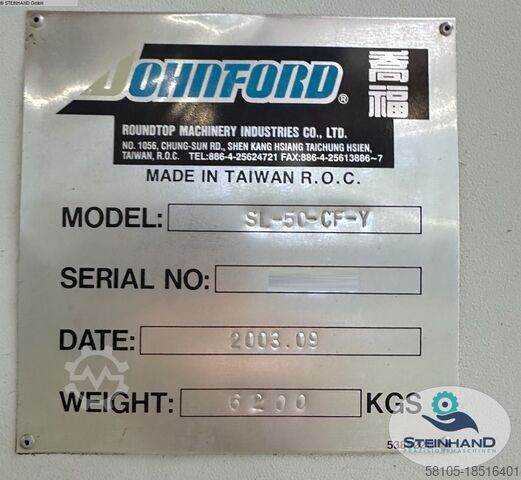 © STEINHAND GmbH
JOHNFORD ®
喬福
ROUNDTOP MACHINERY INDUSTRIES CO., LTD.
NO. 1056, CHUNG-SUN RD., SHEN KANG HSIANG TAICHUNG HSIEN,
TAIWAN, R.O.C. TEL:886-4-25624721 FAX:886-4-25613886~7
MADE IN TAIWAN R.O.C.
MODEL: SL-50-CF-Y
SERIAL NO:
DATE: 2003.09
WEIGHT: 6200 KGS
STEINHAND
PRÄZISIONSMASCHINEN
58105-18516401